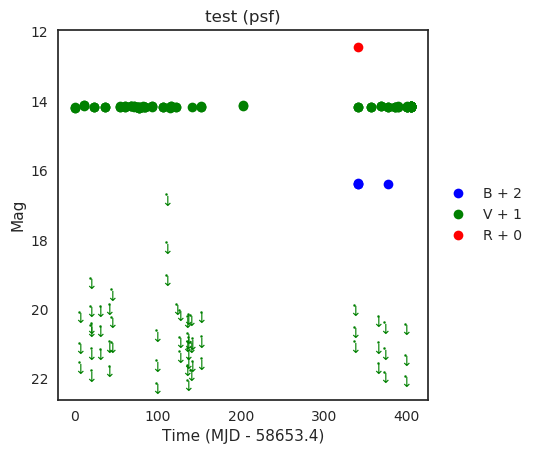 test (psf)
12
14
16
18
20
22
Mag
0
100
200
300
400
Time (MJD - 58653.4)
B + 2
V + 1
R + 0